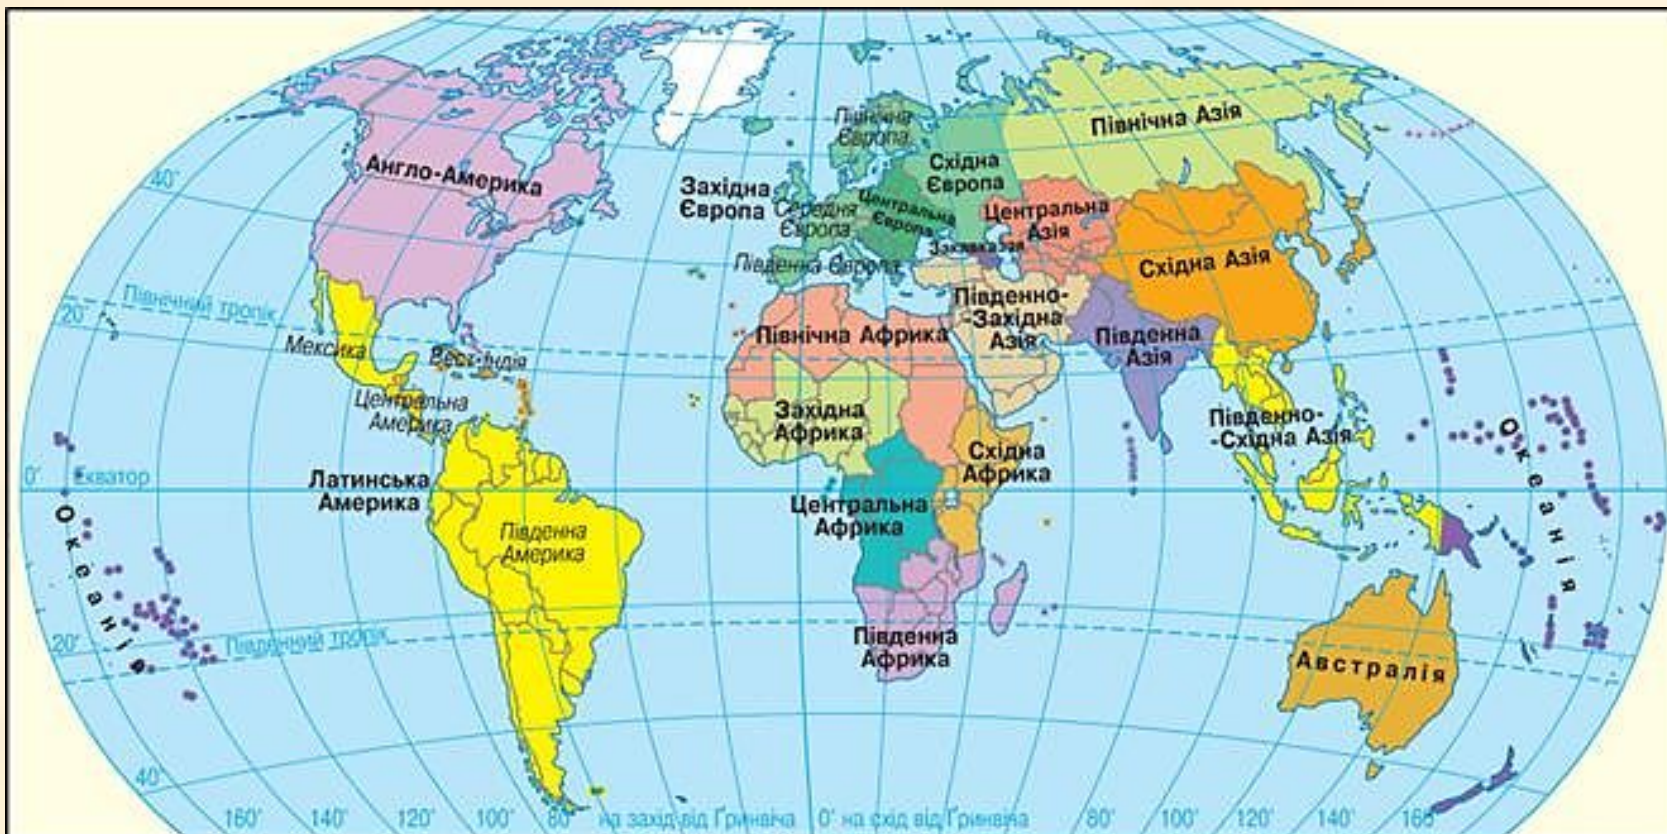 Північна Азія
Північна
Європа
Східна
Європа
Англо-Америка
Західна
Європа
Середня
Європа
Центральна
Європа
Центральна
Азія
Закавказзя
Східна Азія
Південна Європа
40°
20°
Північний тропік
Мексика
Вест-Індія
Центральна
Америка
Північна Африка
Південно-
-Західна
Азія
Південна
Азія
Західна
Африка
Південно-
-Східна Азія
Східна
Африка
Латинська
Америка
0°
Екватор
Центральна
Африка
Південна
Америка
Океанія
Океанія
20°
Південний тропік
Південна
Африка
Австралія
40°
160° 140° 120° 100° 80° на захід від Ґринвіча 0° на схід від Ґринвіча 80° 100° 120° 140° 160°